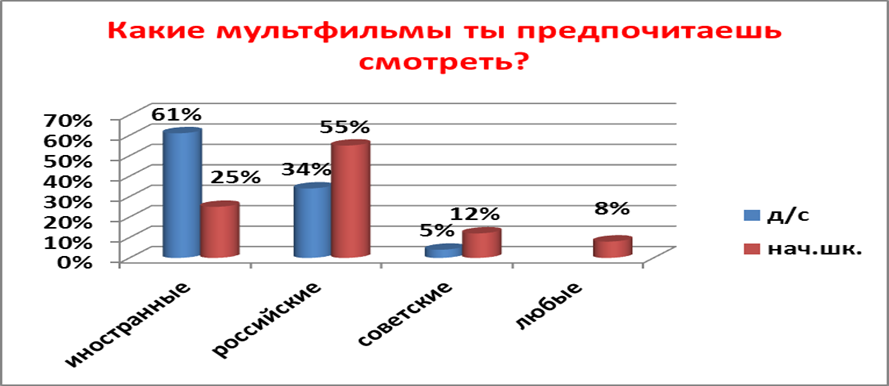 Какие мультфильмы ты предпочитаешь
смотреть?
70%
60%
50%
40%
30%
20%
10%
0%
61%
25%
34%
55%
5%
12%
8%
иностранные
российские
советские
любые
д/с
нач.шк.